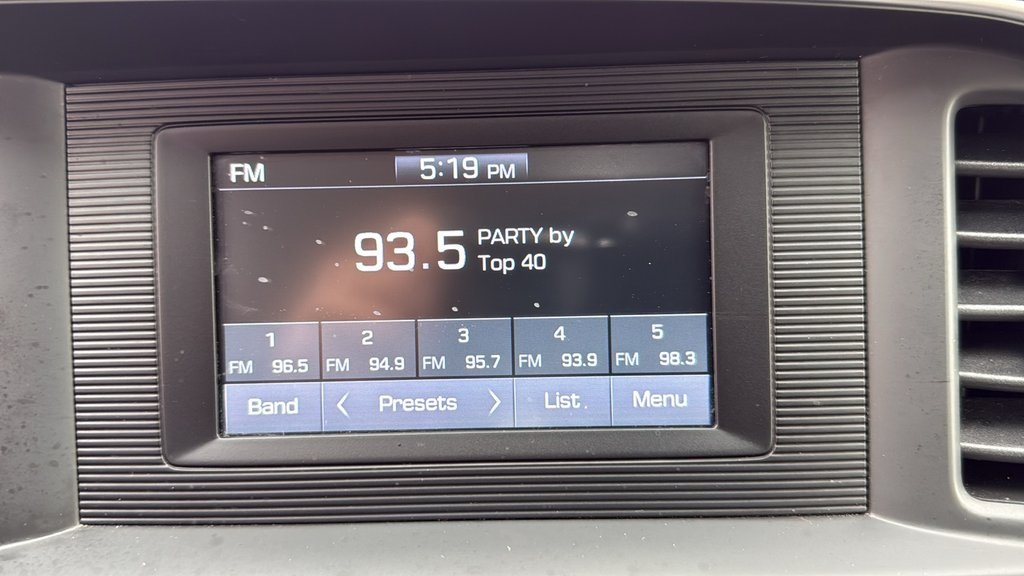 FM 5:19 PM
93.5 PARTY by
Top 40
1 2 3 4 5
FM 96.5 FM 94.9 FM 95.7 FM 93.9 FM 98.3
Band < Presets > List Menu